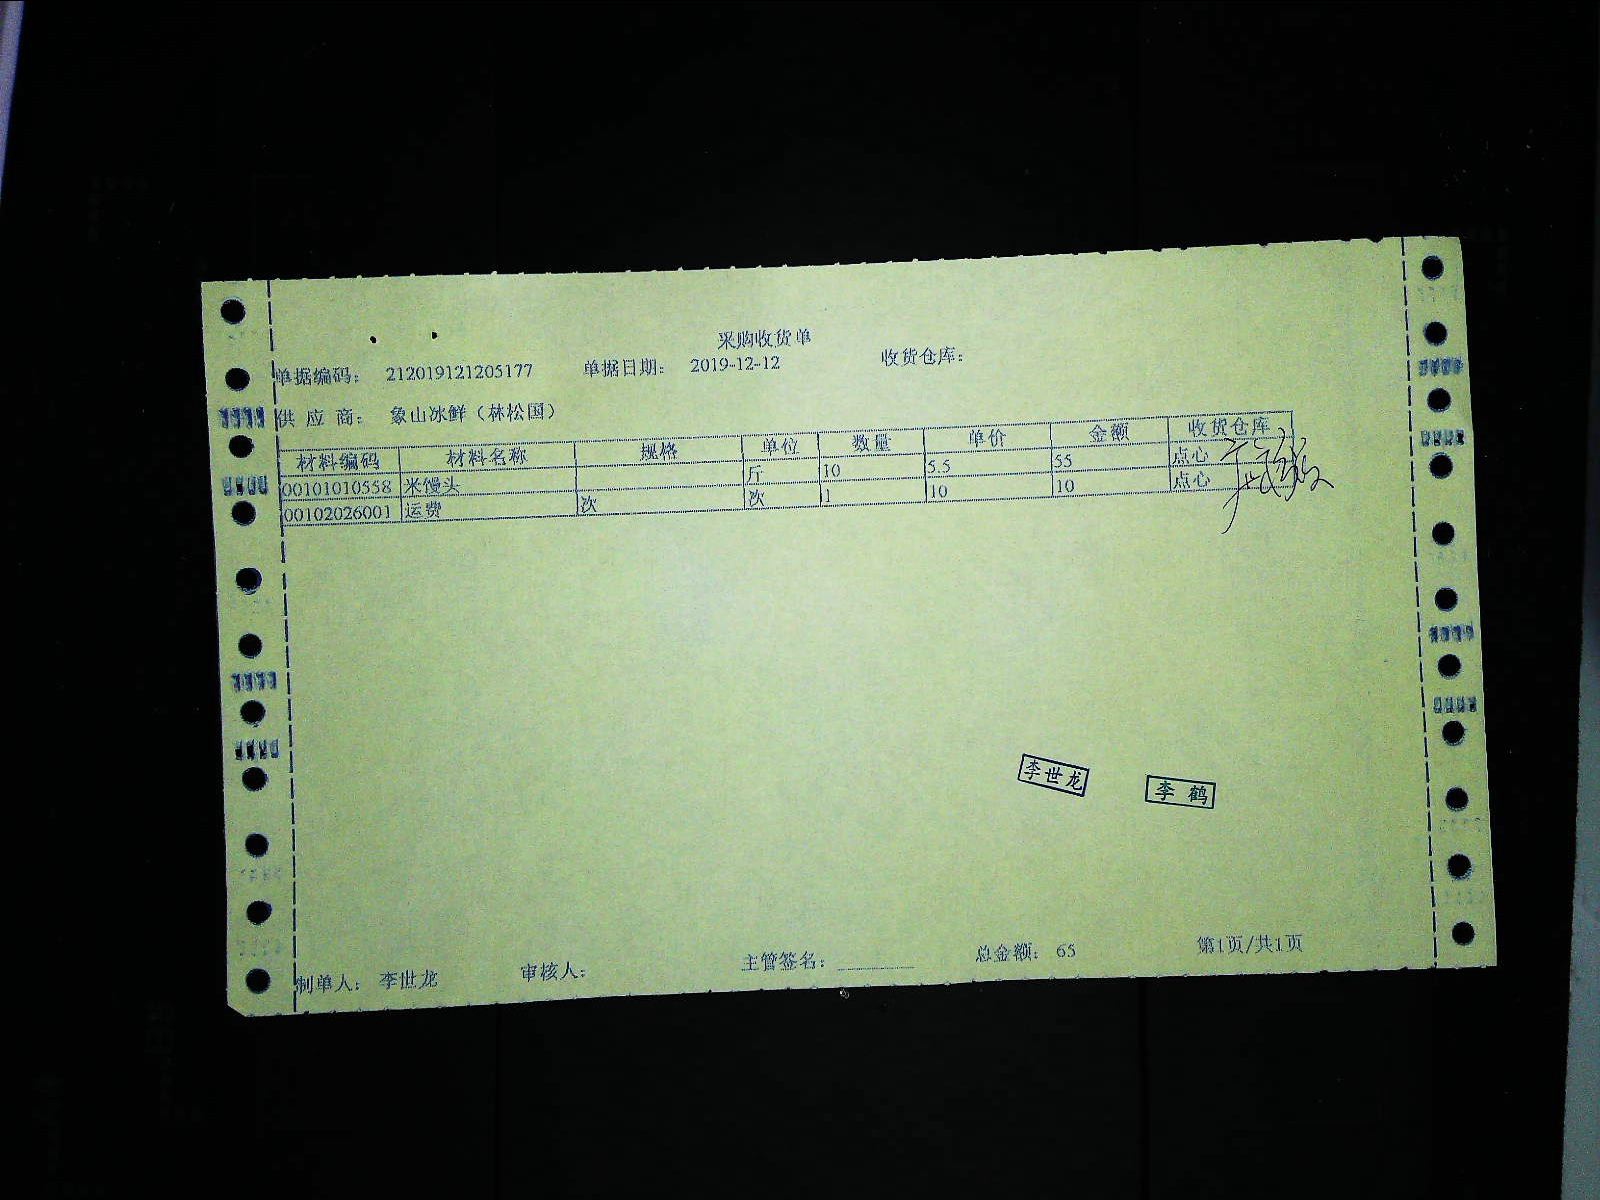 采购收货单
单据编码： 212019121205177 单据日期： 2019-12-12 收货仓库：
供 应 商： 象山冰鲜（林松国）
材料编码 材料名称 规格 单位 数量 单价 金额 收货仓库
00101010558 米馒头 斤 10 5.5 55 点心
00102026001 运费 次 次 1 10 10 点心
李世龙 李鹤
制单人： 李世龙 审核人： 主管签名： 总金额： 65 第1页/共1页